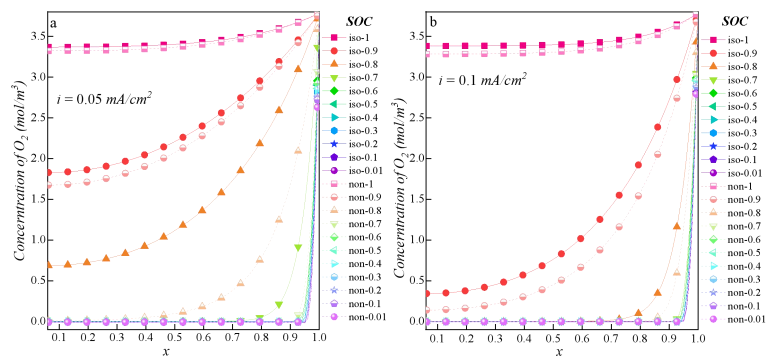 a
SOC
i = 0.05 mA/cm²
Concerntration of O₂ (mol/m³)
3.5
3.0
2.5
2.0
1.5
1.0
0.5
0.0
0.1 0.2 0.3 0.4 0.5 0.6 0.7 0.8 0.9 1.0
x
iso-1
iso-0.9
iso-0.8
iso-0.7
iso-0.6
iso-0.5
iso-0.4
iso-0.3
iso-0.2
iso-0.1
iso-0.01
non-1
non-0.9
non-0.8
non-0.7
non-0.6
non-0.5
non-0.4
non-0.3
non-0.2
non-0.1
non-0.01
b
SOC
i = 0.1 mA/cm²
Concerntration of O₂ (mol/m³)
3.5
3.0
2.5
2.0
1.5
1.0
0.5
0.0
0.1 0.2 0.3 0.4 0.5 0.6 0.7 0.8 0.9 1.0
x
iso-1
iso-0.9
iso-0.8
iso-0.7
iso-0.6
iso-0.5
iso-0.4
iso-0.3
iso-0.2
iso-0.1
iso-0.01
non-1
non-0.9
non-0.8
non-0.7
non-0.6
non-0.5
non-0.4
non-0.3
non-0.2
non-0.1
non-0.01